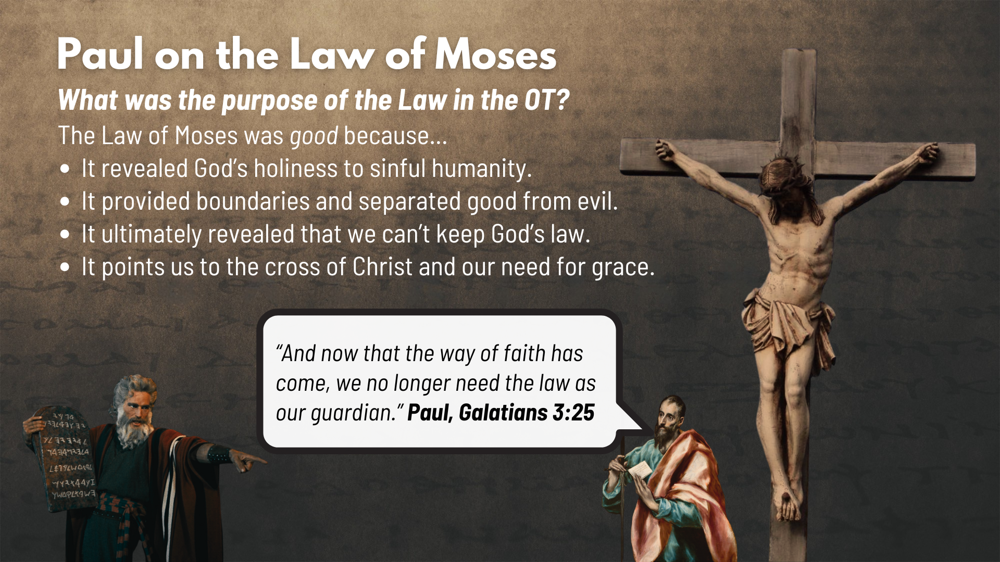 Paul on the Law of Moses
What was the purpose of the Law in the OT?
The Law of Moses was good because...
• It revealed God’s holiness to sinful humanity.
• It provided boundaries and separated good from evil.
• It ultimately revealed that we can’t keep God’s law.
• It points us to the cross of Christ and our need for grace.
“And now that the way of faith has
come, we no longer need the law as
our guardian.” Paul, Galatians 3:25